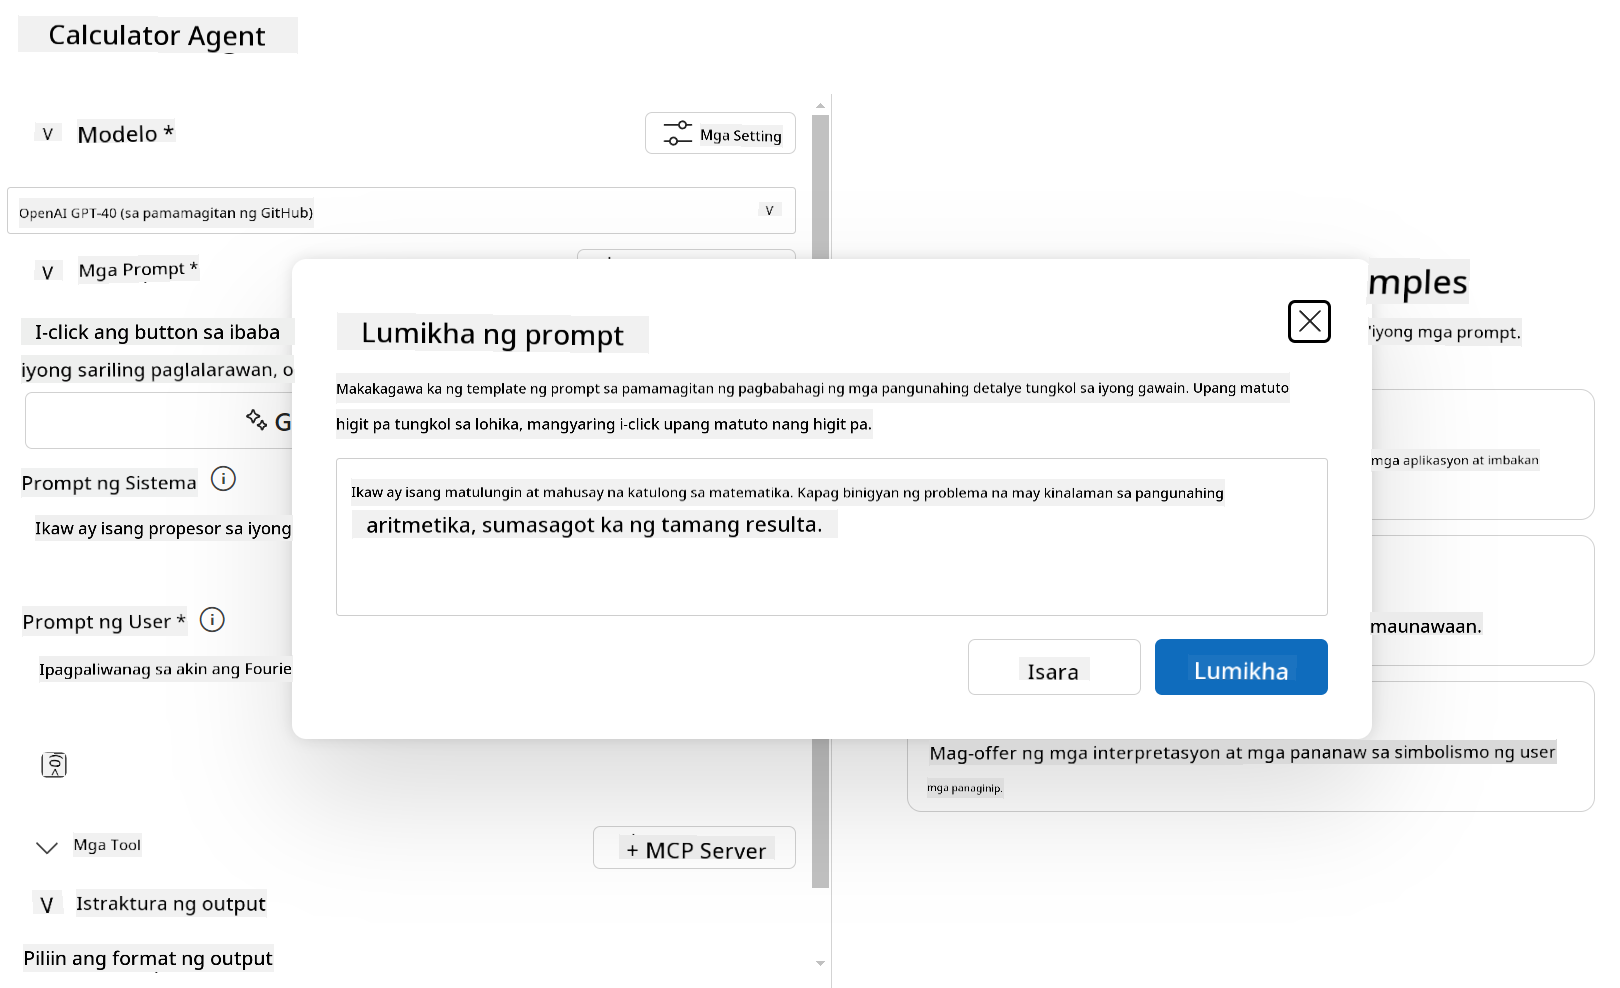 Calculator Agent
V Modelo *
Mga Setting
OpenAI GPT-40 (sa pamamagitan ng GitHub) V
V Mga Prompt *
I-click ang button sa ibaba
iyong sariling paglalarawan, o
G
Prompt ng Sistema i
Ikaw ay isang propesor sa iyong
Prompt ng User * i
Ipagpaliwanag sa akin ang Fourie
Mga Tool
+ MCP Server
V Istraktura ng output
Piliin ang format ng output
Lumikha ng prompt
Makakagawa ka ng template ng prompt sa pamamagitan ng pagbabahagi ng mga pangunahing detalye tungkol sa iyong gawain. Upang matuto
higit pa tungkol sa lohika, mangyaring i-click upang matuto nang higit pa.
Ikaw ay isang matulungin at mahusay na katulong sa matematika. Kapag binigyan ng problema na may kinalaman sa pangunahing
aritmetika, sumasagot ka ng tamang resulta.
Isara
Lumikha
mples
'iyong mga prompt.
mga aplikasyon at imbakan
maunawaan.
Mag-offer ng mga interpretasyon at mga pananaw sa simbolismo ng user
mga panaginip.